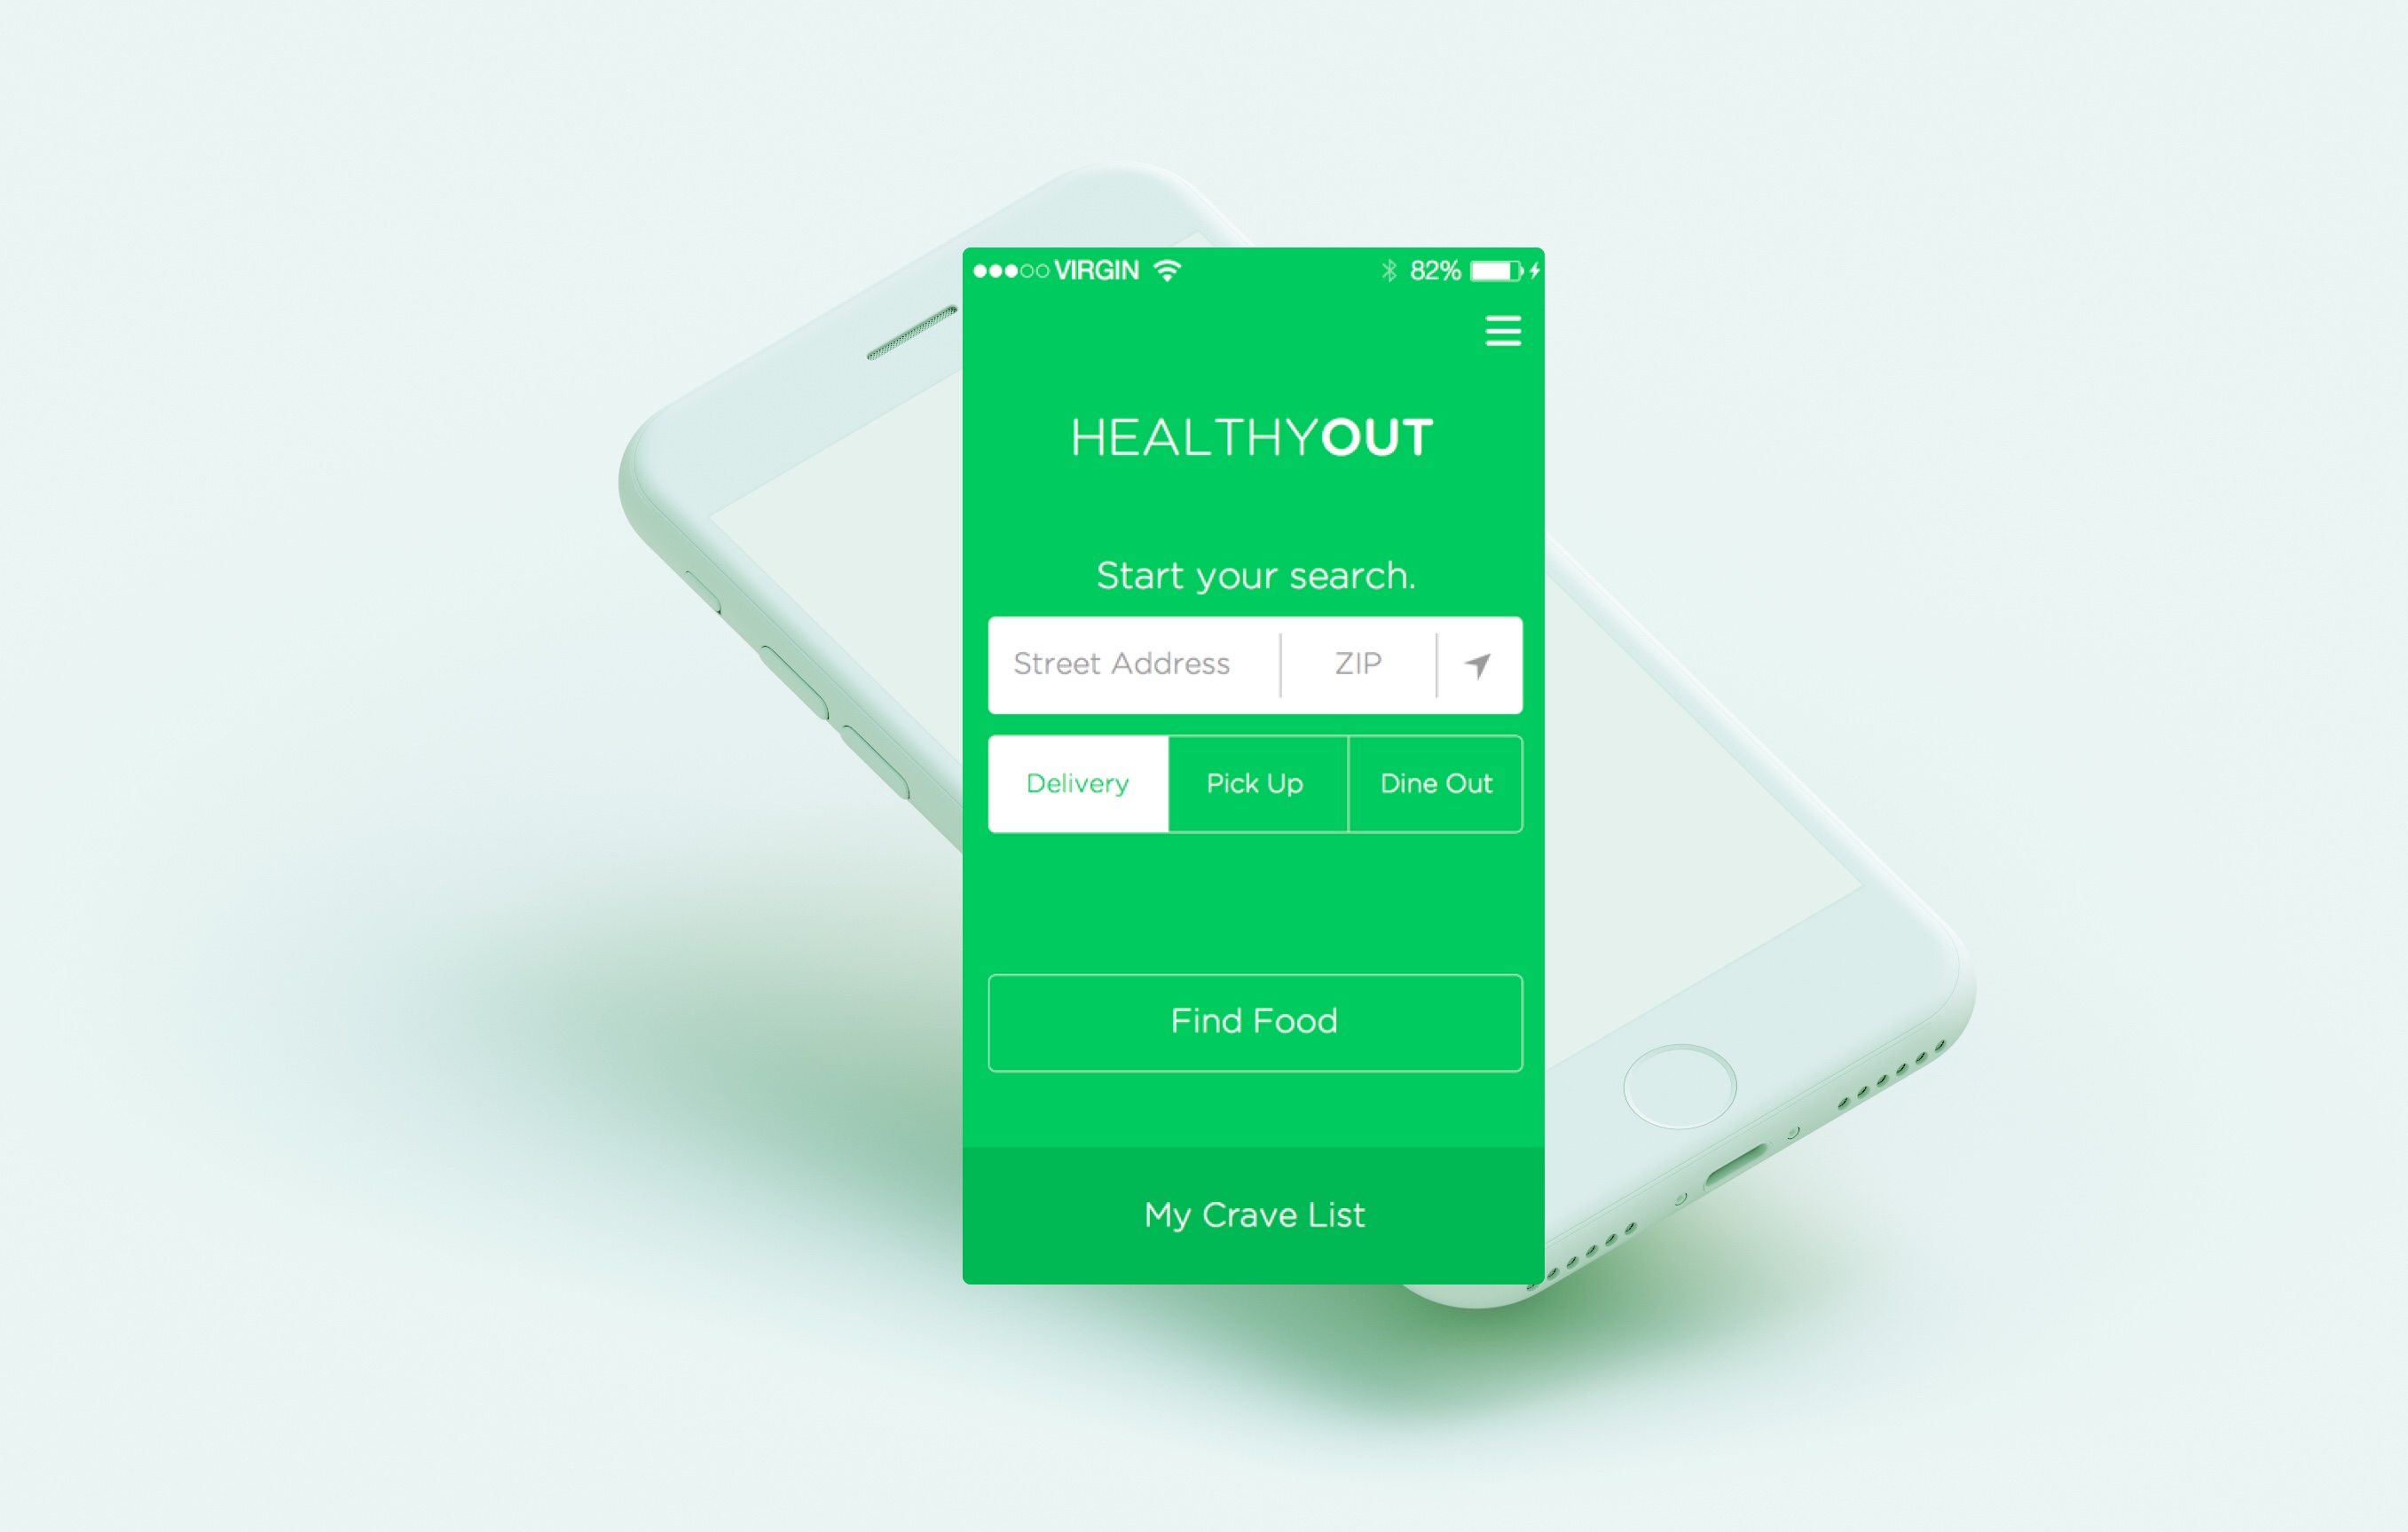 VIRGIN 82%
HEALTHYOUT
Start your search.
Street Address ZIP
Delivery Pick Up Dine Out
Find Food
My Crave List